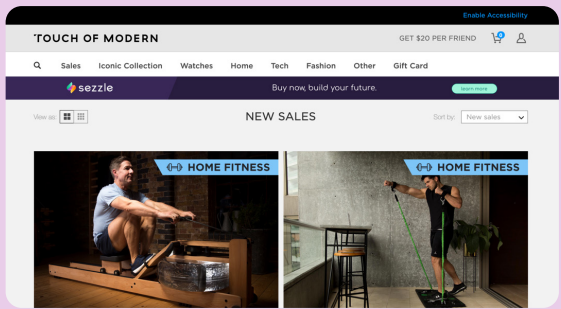 Enable Accessibility
TOUCH OF MODERN
GET $20 PER FRIEND
0
Sales Iconic Collection Watches Home Tech Fashion Other Gift Card
sezzle
Buy now, build your future.
learn more
View as:
NEW SALES
Sort by: New sales
HOME FITNESS
HOME FITNESS